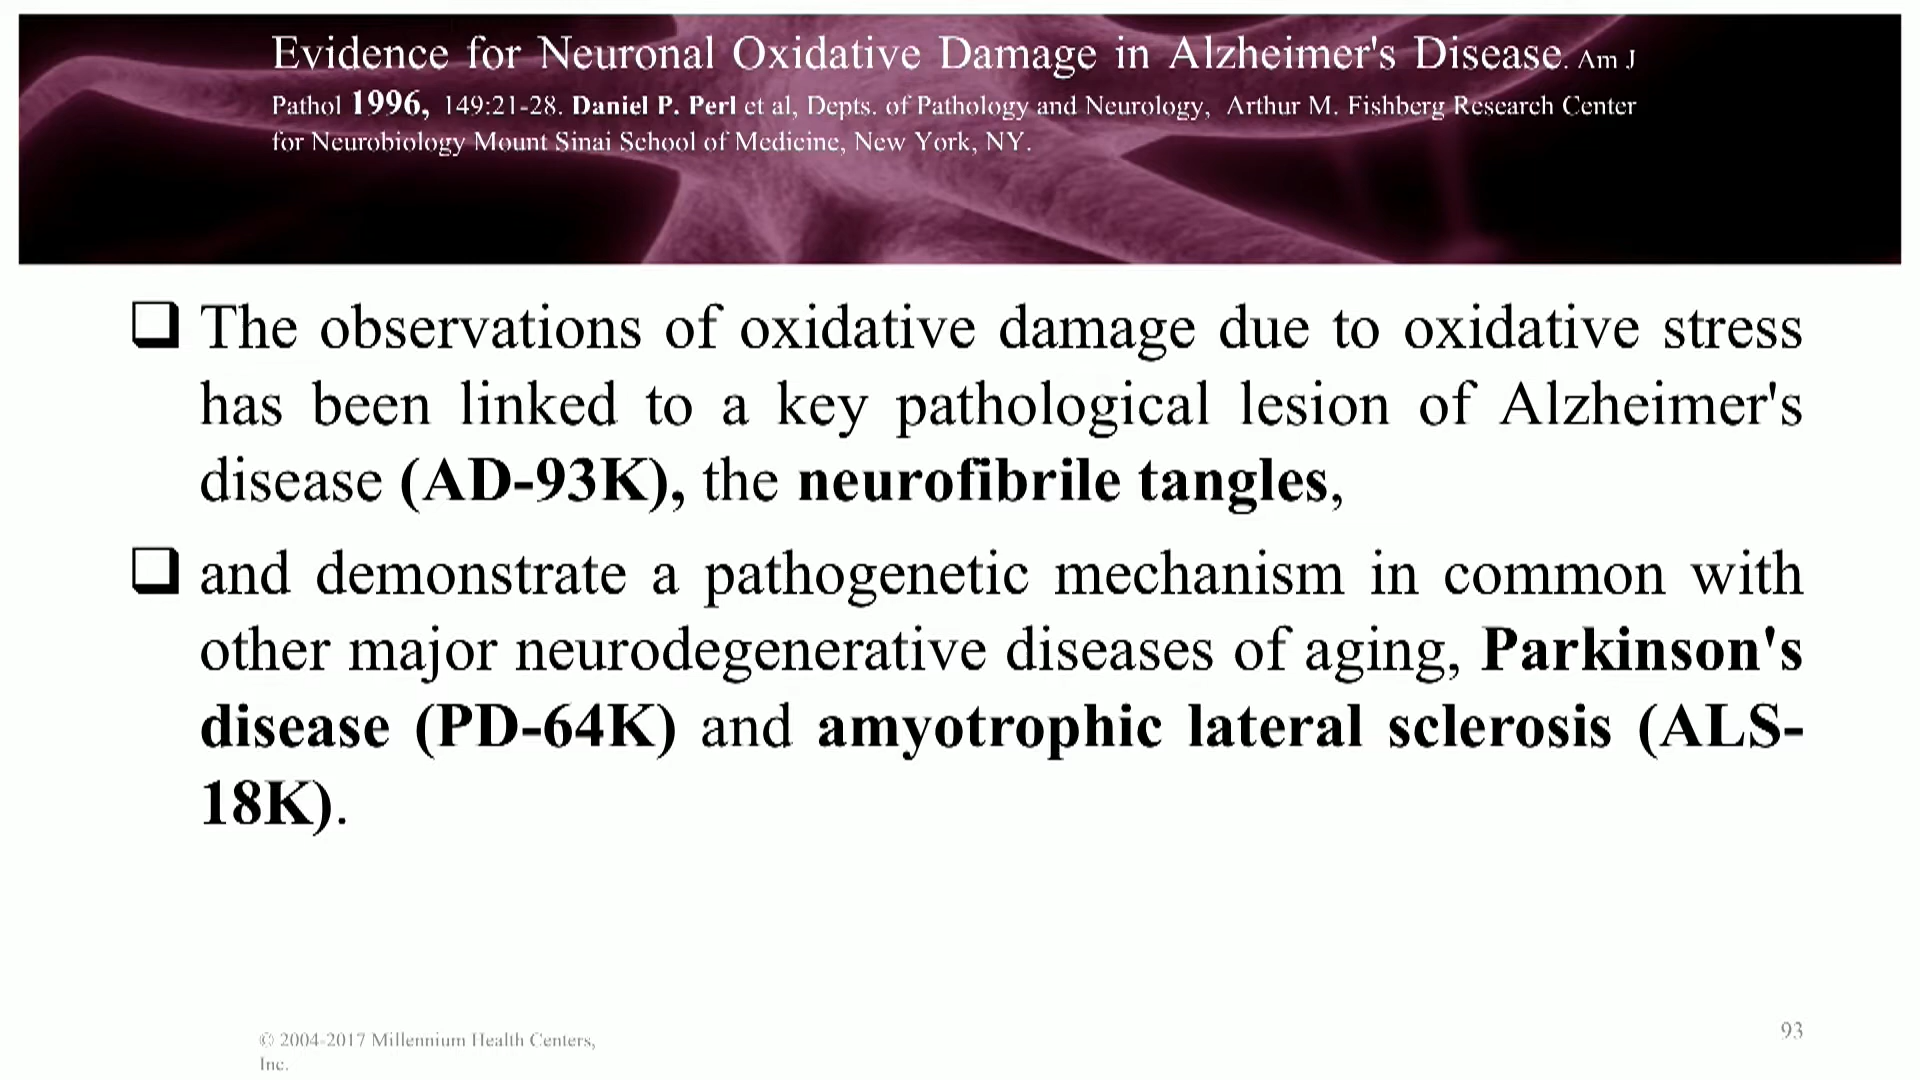 Evidence for Neuronal Oxidative Damage in Alzheimer's Disease. Am J
Pathol 1996, 149:21-28. Daniel P. Perl et al, Depts. of Pathology and Neurology, Arthur M. Fishberg Research Center
for Neurobiology Mount Sinai School of Medicine, New York, NY.
❑ The observations of oxidative damage due to oxidative stress
has been linked to a key pathological lesion of Alzheimer's
disease (AD-93K), the neurofibrile tangles,
❑ and demonstrate a pathogenetic mechanism in common with
other major neurodegenerative diseases of aging, Parkinson's
disease (PD-64K) and amyotrophic lateral sclerosis (ALS-
18K).
© 2004-2017 Millennium Health Centers,
Inc.
93